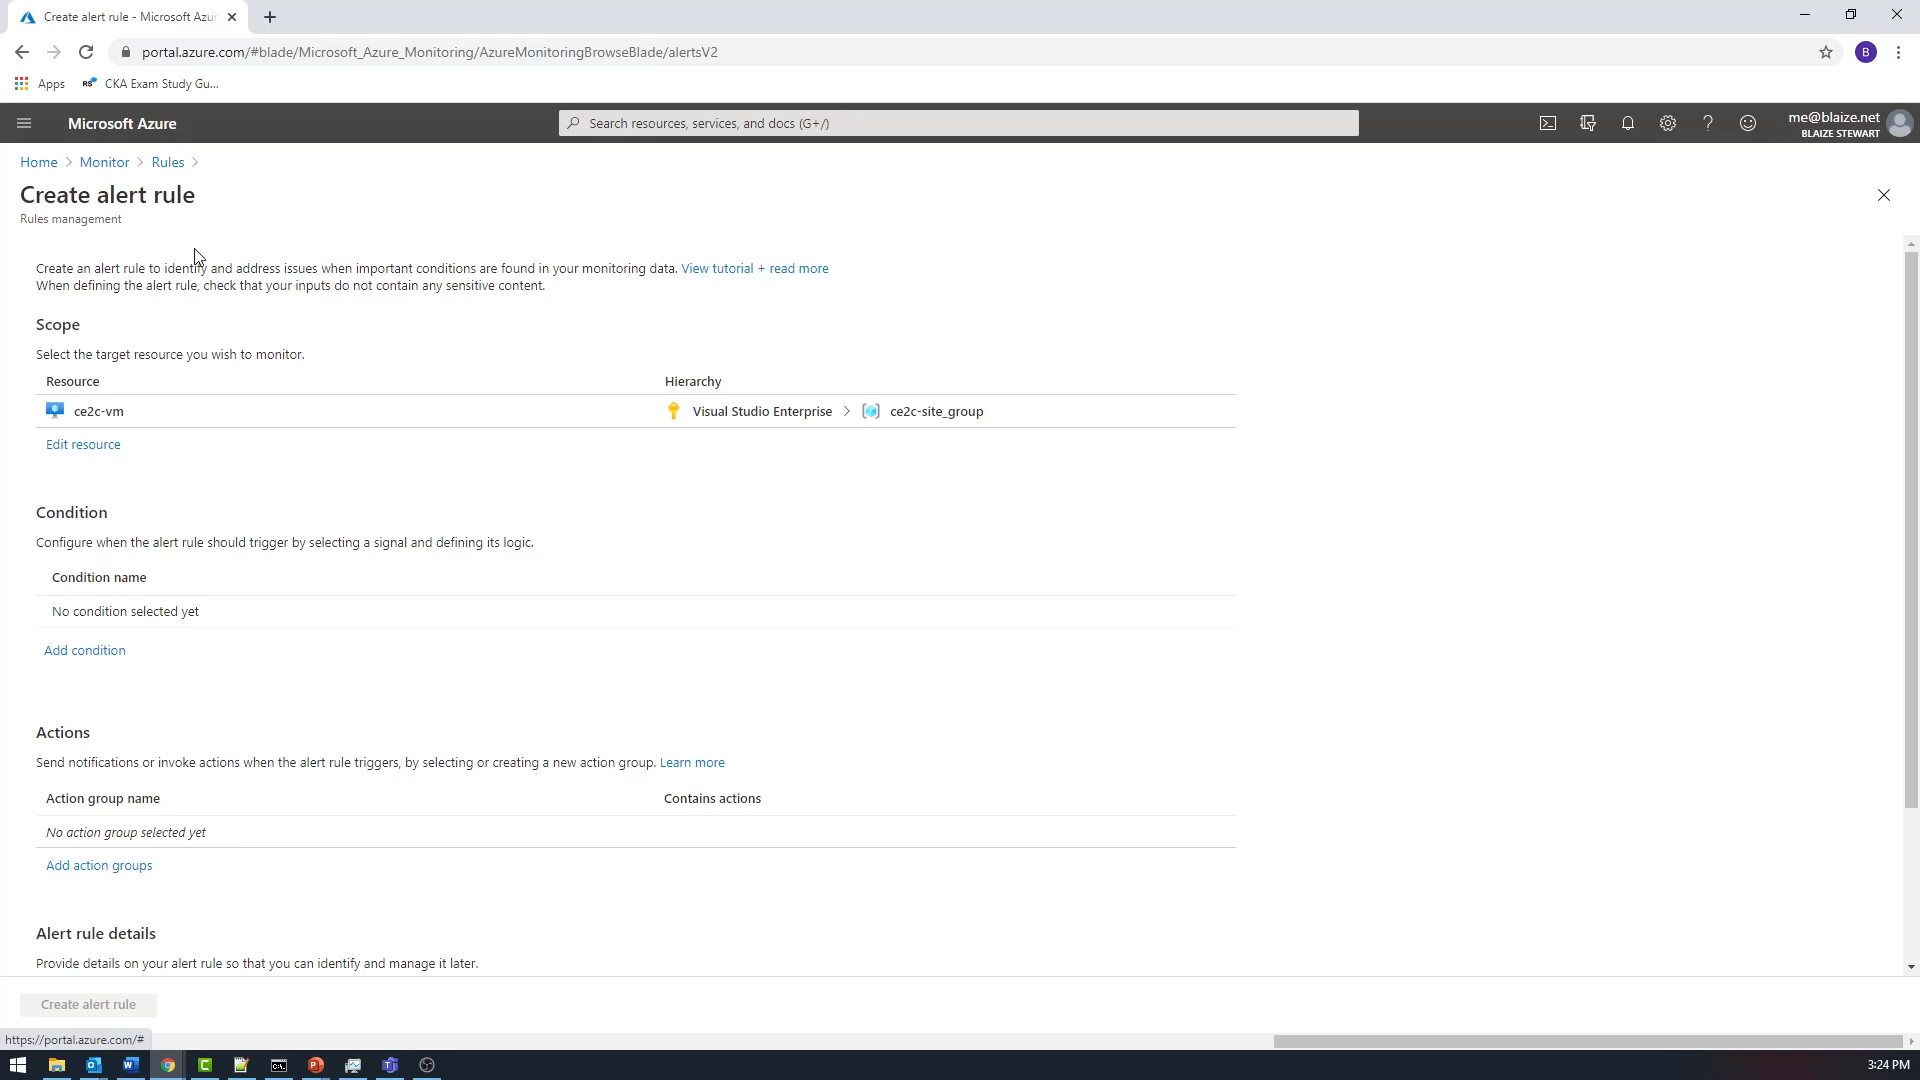 Create alert rule - Microsoft Azur
portal.azure.com/#blade/Microsoft_Azure_Monitoring/AzureMonitoringBrowseBlade/alertsV2
B
Apps
RS
CKA Exam Study Gu...
Microsoft Azure
Search resources, services, and docs (G+/)
me@blaize.net
BLAIZE STEWART
Home > Monitor > Rules >
Create alert rule
Rules management
Create an alert rule to identify and address issues when important conditions are found in your monitoring data. View tutorial + read more
When defining the alert rule, check that your inputs do not contain any sensitive content.
Scope
Select the target resource you wish to monitor.
Resource Hierarchy
ce2c-vm Visual Studio Enterprise > ce2c-site_group
Edit resource
Condition
Configure when the alert rule should trigger by selecting a signal and defining its logic.
Condition name
No condition selected yet
Add condition
Actions
Send notifications or invoke actions when the alert rule triggers, by selecting or creating a new action group. Learn more
Action group name Contains actions
No action group selected yet
Add action groups
Alert rule details
Provide details on your alert rule so that you can identify and manage it later.
Create alert rule
https://portal.azure.com/#
3:24 PM